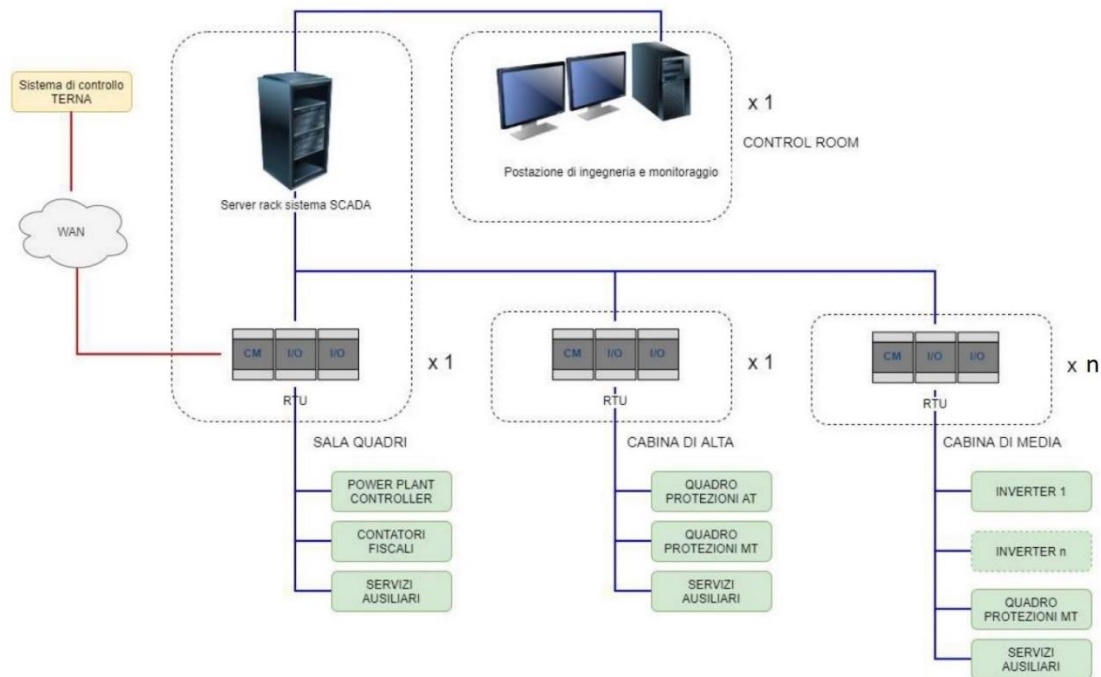 Sistema di controllo
TERNA
WAN
Server rack sistema SCADA
Postazione di ingegneria e monitoraggio
x 1
CONTROL ROOM
CM I/O I/O
RTU
x 1
SALA QUADRI
POWER PLANT
CONTROLLER
CONTATORI
FISCALI
SERVIZI
AUSILIARI
CM I/O I/O
RTU
x 1
CABINA DI ALTA
QUADRO
PROTEZIONI AT
QUADRO
PROTEZIONI MT
SERVIZI
AUSILIARI
CM I/O I/O
RTU
x n
CABINA DI MEDIA
INVERTER 1
INVERTER n
QUADRO
PROTEZIONI MT
SERVIZI
AUSILIARI